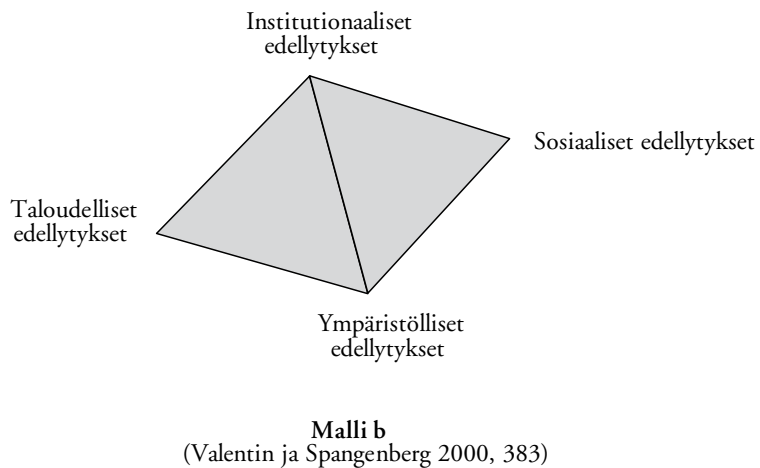 Institutionaaliset
edellytykset
Sosiaaliset edellytykset
Taloudelliset
edellytykset
Ympäristölliset
edellytykset
Malli b
(Valentin ja Spangenberg 2000, 383)